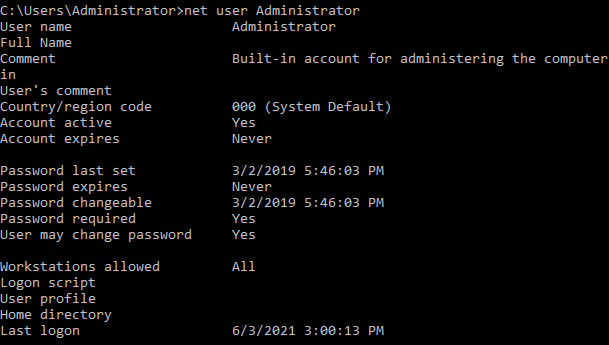 C:\Users\Administrator>net user Administrator
User name Administrator
Full Name
Comment Built-in account for administering the computer
in
User's comment
Country/region code 000 (System Default)
Account active Yes
Account expires Never
Password last set 3/2/2019 5:46:03 PM
Password expires Never
Password changeable 3/2/2019 5:46:03 PM
Password required Yes
User may change password Yes
Workstations allowed All
Logon script
User profile
Home directory
Last logon 6/3/2021 3:00:13 PM